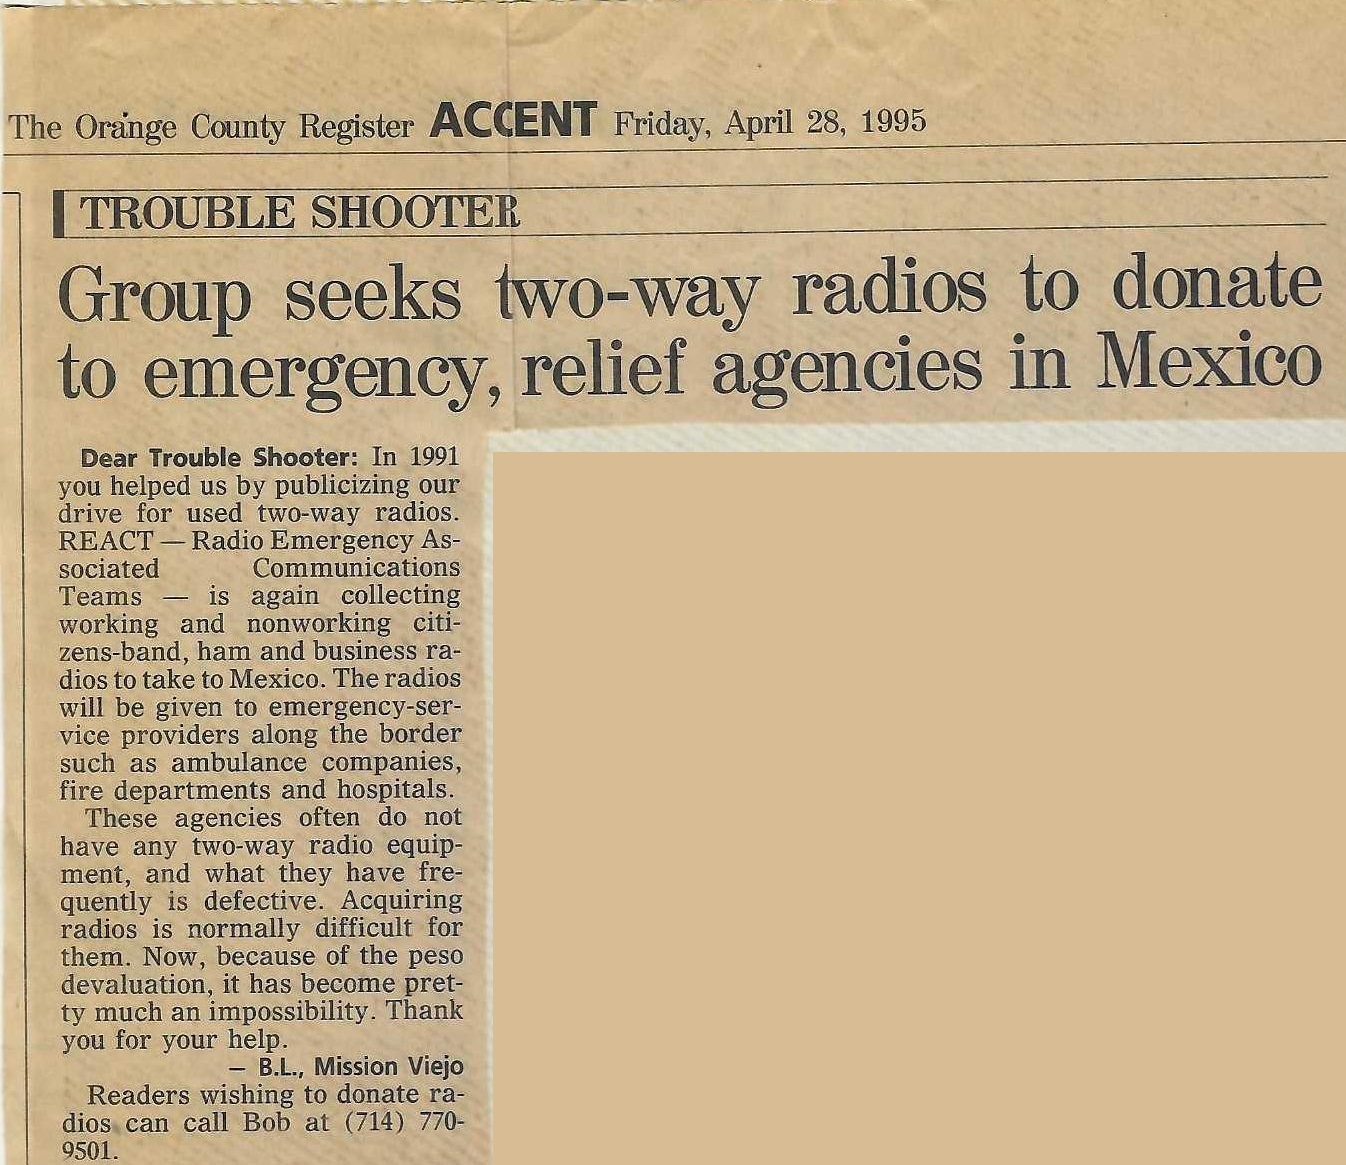 The Orange County Register ACCENT Friday, April 28, 1995
TROUBLE SHOOTER
Group seeks two-way radios to donate
to emergency, relief agencies in Mexico
Dear Trouble Shooter: In 1991
you helped us by publicizing our
drive for used two-way radios.
REACT — Radio Emergency As-
sociated Communications
Teams — is again collecting
working and nonworking citi-
zens-band, ham and business ra-
dios to take to Mexico. The radios
will be given to emergency-ser-
vice providers along the border
such as ambulance companies,
fire departments and hospitals.
These agencies often do not
have any two-way radio equip-
ment, and what they have fre-
quently is defective. Acquiring
radios is normally difficult for
them. Now, because of the peso
devaluation, it has become pret-
ty much an impossibility. Thank
you for your help.
— B.L., Mission Viejo
Readers wishing to donate ra-
dios can call Bob at (714) 770-
9501.